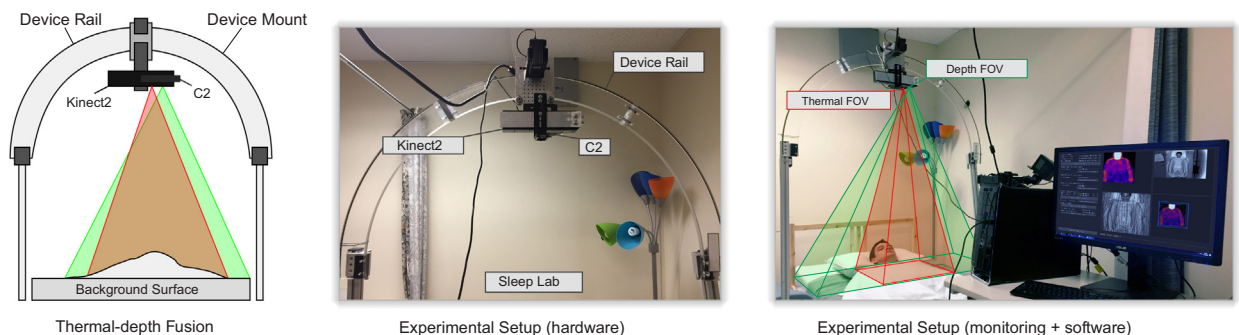 Device Rail
Device Mount
Kinect2
C2
Background Surface
Thermal-depth Fusion
Device Rail
Kinect2
C2
Sleep Lab
Experimental Setup (hardware)
Depth FOV
Thermal FOV
Experimental Setup (monitoring + software)